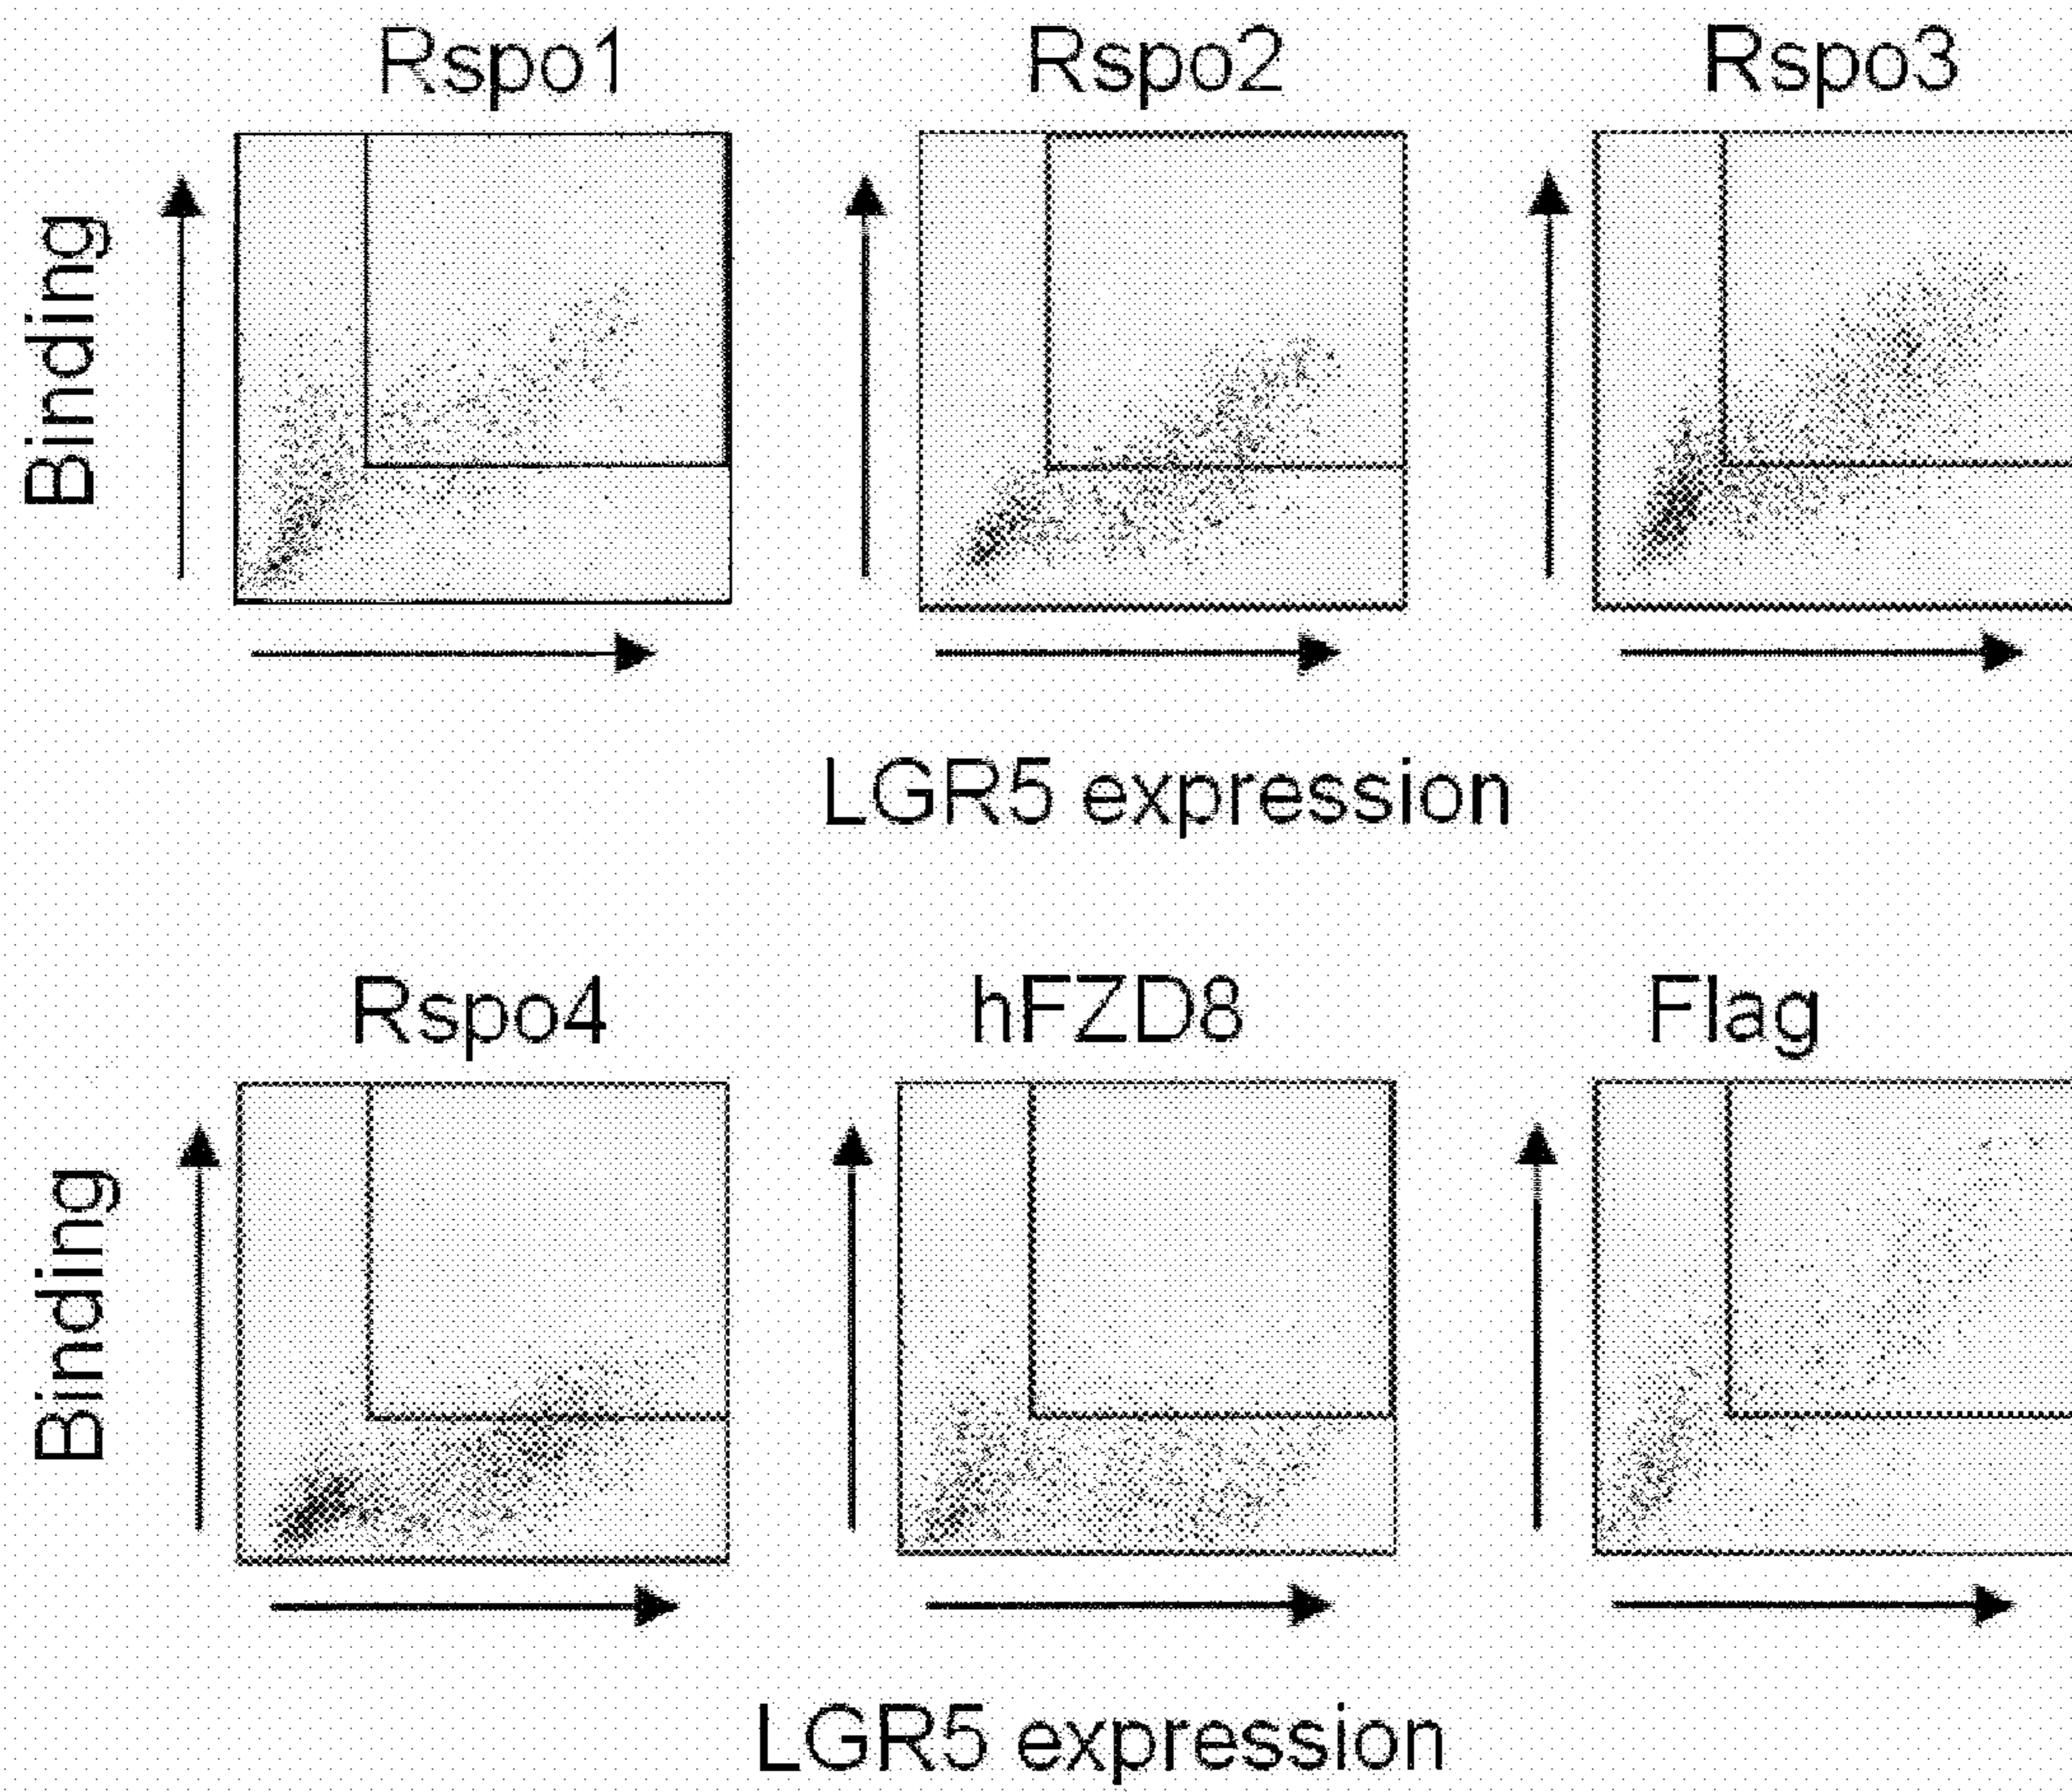 Rspo1 Rspo2 Rspo3
Binding
LGR5 expression
Rspo4 hFZD8 Flag
Binding
LGR5 expression